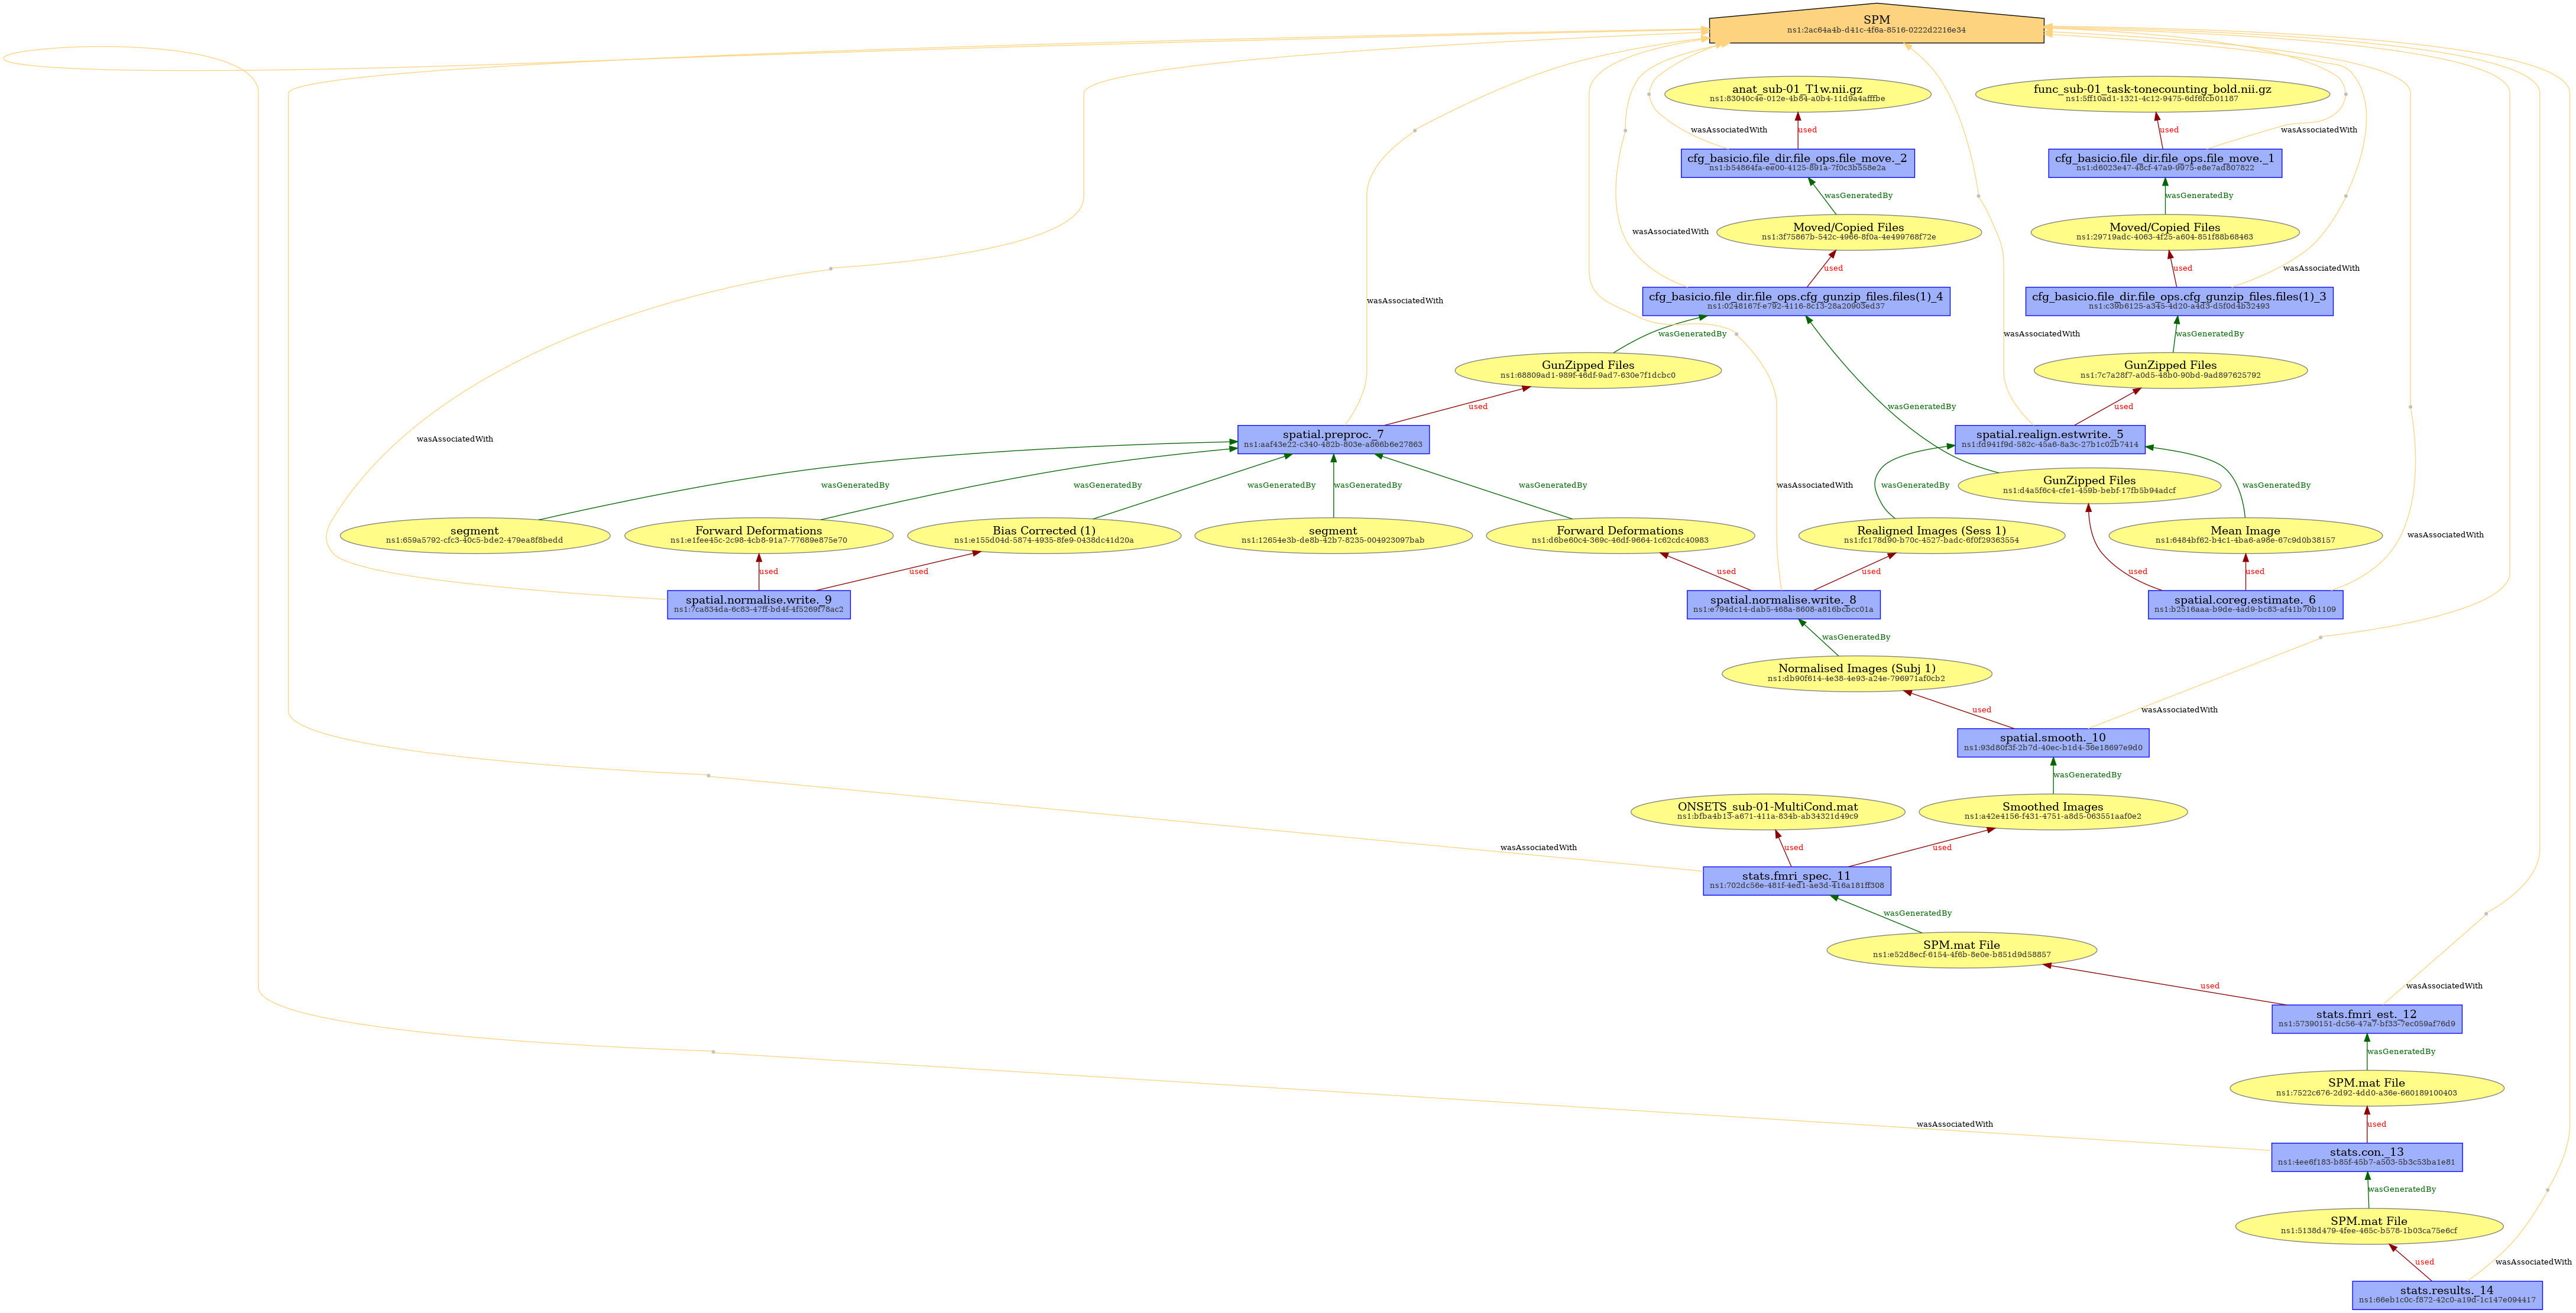 SPM
ns1:2ac64a4b-d41c-4f6a-8516-0222d2216e34
anat_sub-01_T1w.nii.gz
ns1:83040c4e-012e-4b84-a0b4-11d9a4afffbe
func_sub-01_task-tonecounting_bold.nii.gz
ns1:5ff10ad1-1321-4c12-9475-6df6fcb01187
wasAssociatedWith
used
used
wasAssociatedWith
cfg_basicio.file_dir.file_ops.file_move._2
ns1:b54864fa-ee00-4125-891a-7f0c3b558e2a
cfg_basicio.file_dir.file_ops.file_move._1
ns1:d6023e47-48cf-47a9-9975-e8e7ad807822
wasGeneratedBy
wasGeneratedBy
Moved/Copied Files
ns1:3f75867b-542c-4966-8f0a-4e499768f72e
Moved/Copied Files
ns1:29719adc-4063-4f25-a604-851f88b68463
wasAssociatedWith
used
used
wasAssociatedWith
cfg_basicio.file_dir.file_ops.cfg_gunzip_files.files(1)_4
ns1:0248167f-e792-4116-8c13-28a20903ed37
cfg_basicio.file_dir.file_ops.cfg_gunzip_files.files(1)_3
ns1:c39b6125-a345-4d20-a4d3-d5f0d4b32493
wasAssociatedWith
wasGeneratedBy
wasAssociatedWith
wasGeneratedBy
GunZipped Files
ns1:68809ad1-989f-46df-9ad7-630e7f1dcbc0
GunZipped Files
ns1:7c7a28f7-a0d5-48b0-90bd-9ad897625792
used
wasGeneratedBy
used
wasAssociatedWith
spatial.preproc._7
ns1:aaf43e22-c340-482b-803e-a866b6e27863
spatial.realign.estwrite._5
ns1:fd941f9d-582c-45a6-8a3c-27b1c02b7414
wasGeneratedBy
wasGeneratedBy
wasGeneratedBy
wasGeneratedBy
wasGeneratedBy
wasAssociatedWith
wasGeneratedBy
GunZipped Files
ns1:d4a5f6c4-cfe1-459b-bebf-17fb5b94adcf
wasGeneratedBy
segment
ns1:659a5792-cfc3-40c5-bde2-479ea8f8bedd
Forward Deformations
ns1:e1fee45c-2c98-4cb8-91a7-77689e875e70
Bias Corrected (1)
ns1:e155d04d-5874-4935-8fe9-0438dc41d20a
segment
ns1:12654e3b-de8b-42b7-8235-004923097bab
Forward Deformations
ns1:d6be60c4-369c-46df-9664-1c62cdc40983
Realigned Images (Sess 1)
ns1:fc178d90-b70c-4527-badc-6f0f29363554
Mean Image
ns1:6484bf62-b4c1-4ba6-a98e-67c9d0b38157
wasAssociatedWith
used
used
used
used
used
used
spatial.normalise.write._9
ns1:7ca834da-6c83-47ff-bd4f-4f5269f78ac2
spatial.normalise.write._8
ns1:e794dc14-dab5-468a-8608-a816bcbcc01a
spatial.coreg.estimate._6
ns1:b2516aaa-b9de-4ad9-bc83-af41b70b1109
wasGeneratedBy
Normalised Images (Subj 1)
ns1:db90f614-4e38-4e93-a24e-796971af0cb2
used
wasAssociatedWith
spatial.smooth._10
ns1:93d80f3f-2b7d-40ec-b1d4-36e18697e9d0
wasGeneratedBy
ONSETS_sub-01-MultiCond.mat
ns1:bfba4b13-a671-411a-834b-ab34321d49c9
Smoothed Images
ns1:a42e4156-f431-4751-a8d5-063551aaf0e2
wasAssociatedWith
used
used
stats.fmri_spec._11
ns1:702dc56e-481f-4ed1-ae3d-416a181ff308
wasGeneratedBy
SPM.mat File
ns1:e52d8ecf-6154-4f6b-8e0e-b851d9d58857
used
wasAssociatedWith
stats.fmri_est._12
ns1:57390151-dc56-47a7-bf33-7ec059af76d9
wasGeneratedBy
SPM.mat File
ns1:7522c676-2d92-4dd0-a36e-660189100403
wasAssociatedWith
used
stats.con._13
ns1:4ee6f183-b85f-45b7-a503-5b3c53ba1e81
wasGeneratedBy
SPM.mat File
ns1:5138d479-4fee-465c-b578-1b03ca75e6cf
used
wasAssociatedWith
stats.results._14
ns1:66eb1c0c-f872-42c0-a19d-1c147e094417